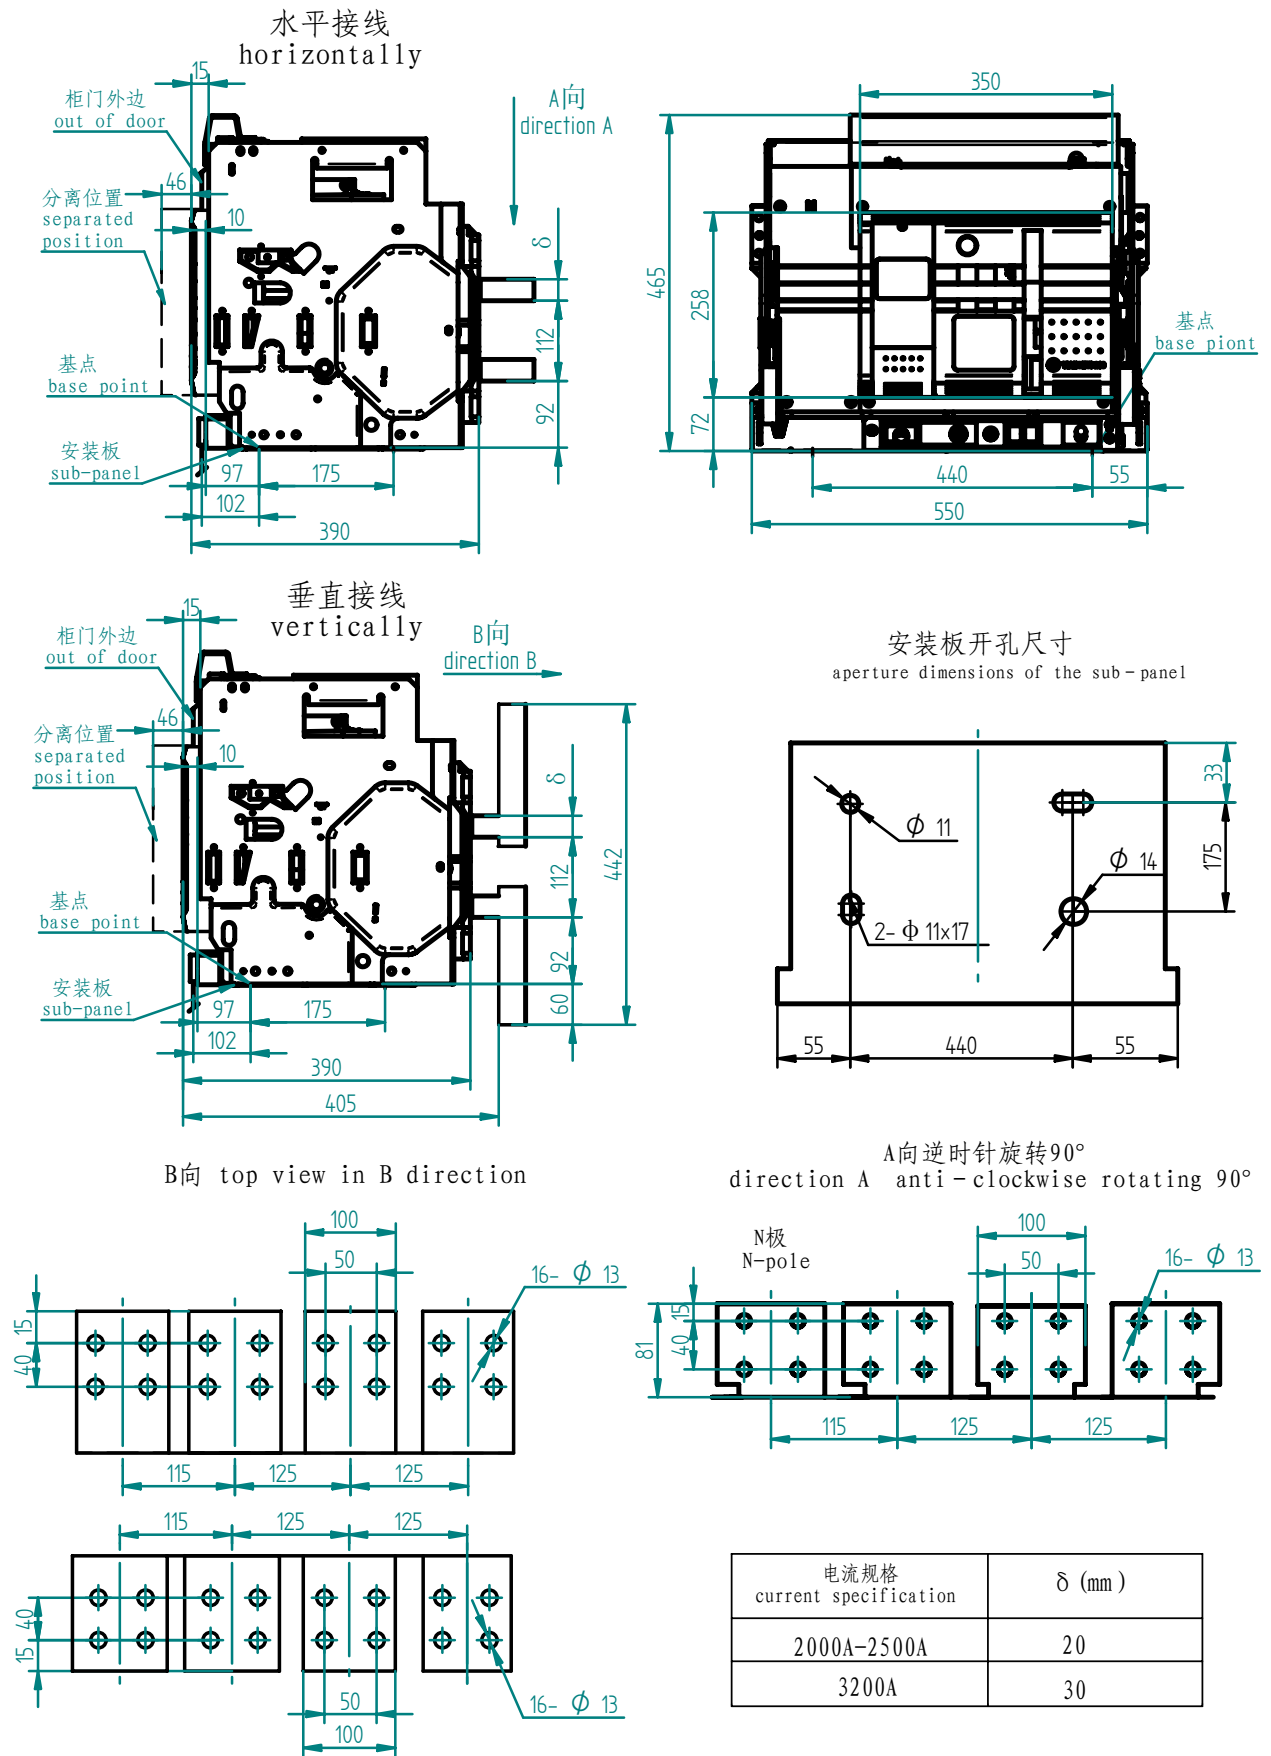 水平接线
horizontally
15
柜门外边
out of door
A向
direction A
46
分离位置
separated
position
10
δ
112
92
基点
base point
安装板
sub-panel
97
175
102
390
350
465
258
72
基点
base piont
440
55
550
垂直接线
vertically
15
柜门外边
out of door
B向
direction B
46
分离位置
separated
position
10
δ
112
442
92
60
基点
base point
安装板
sub-panel
97
175
102
390
405
安装板开孔尺寸
aperture dimensions of the sub-panel
33
Φ 11
Φ 14
175
2-Φ 11x17
55
440
55
B向 top view in B direction
100
50
16-Φ 13
15
40
115
125
125
115
125
125
40
15
50
100
16-Φ 13
A向逆时针旋转90°
direction A anti-clockwise rotating 90°
N极
N-pole
100
50
16-Φ 13
81
15
40
115
125
125
电流规格
current specification
δ (mm)
2000A-2500A
20
3200A
30